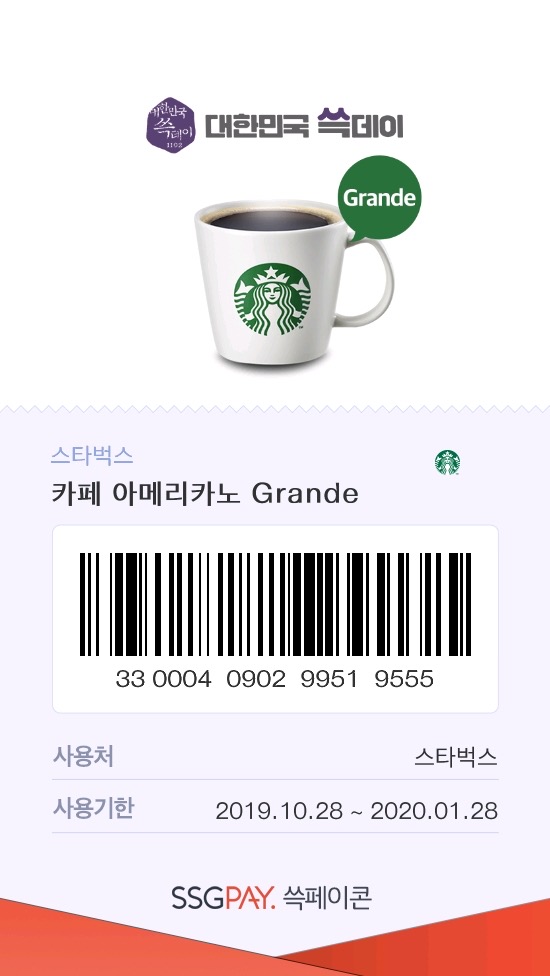 대한민국
쓱
데이
1102
대한민국 쓱데이
Grande
스타벅스
카페 아메리카노 Grande
33 0004 0902 9951 9555
사용처 스타벅스
사용기한 2019.10.28 ~ 2020.01.28
SSGPAY. 쓱페이콘